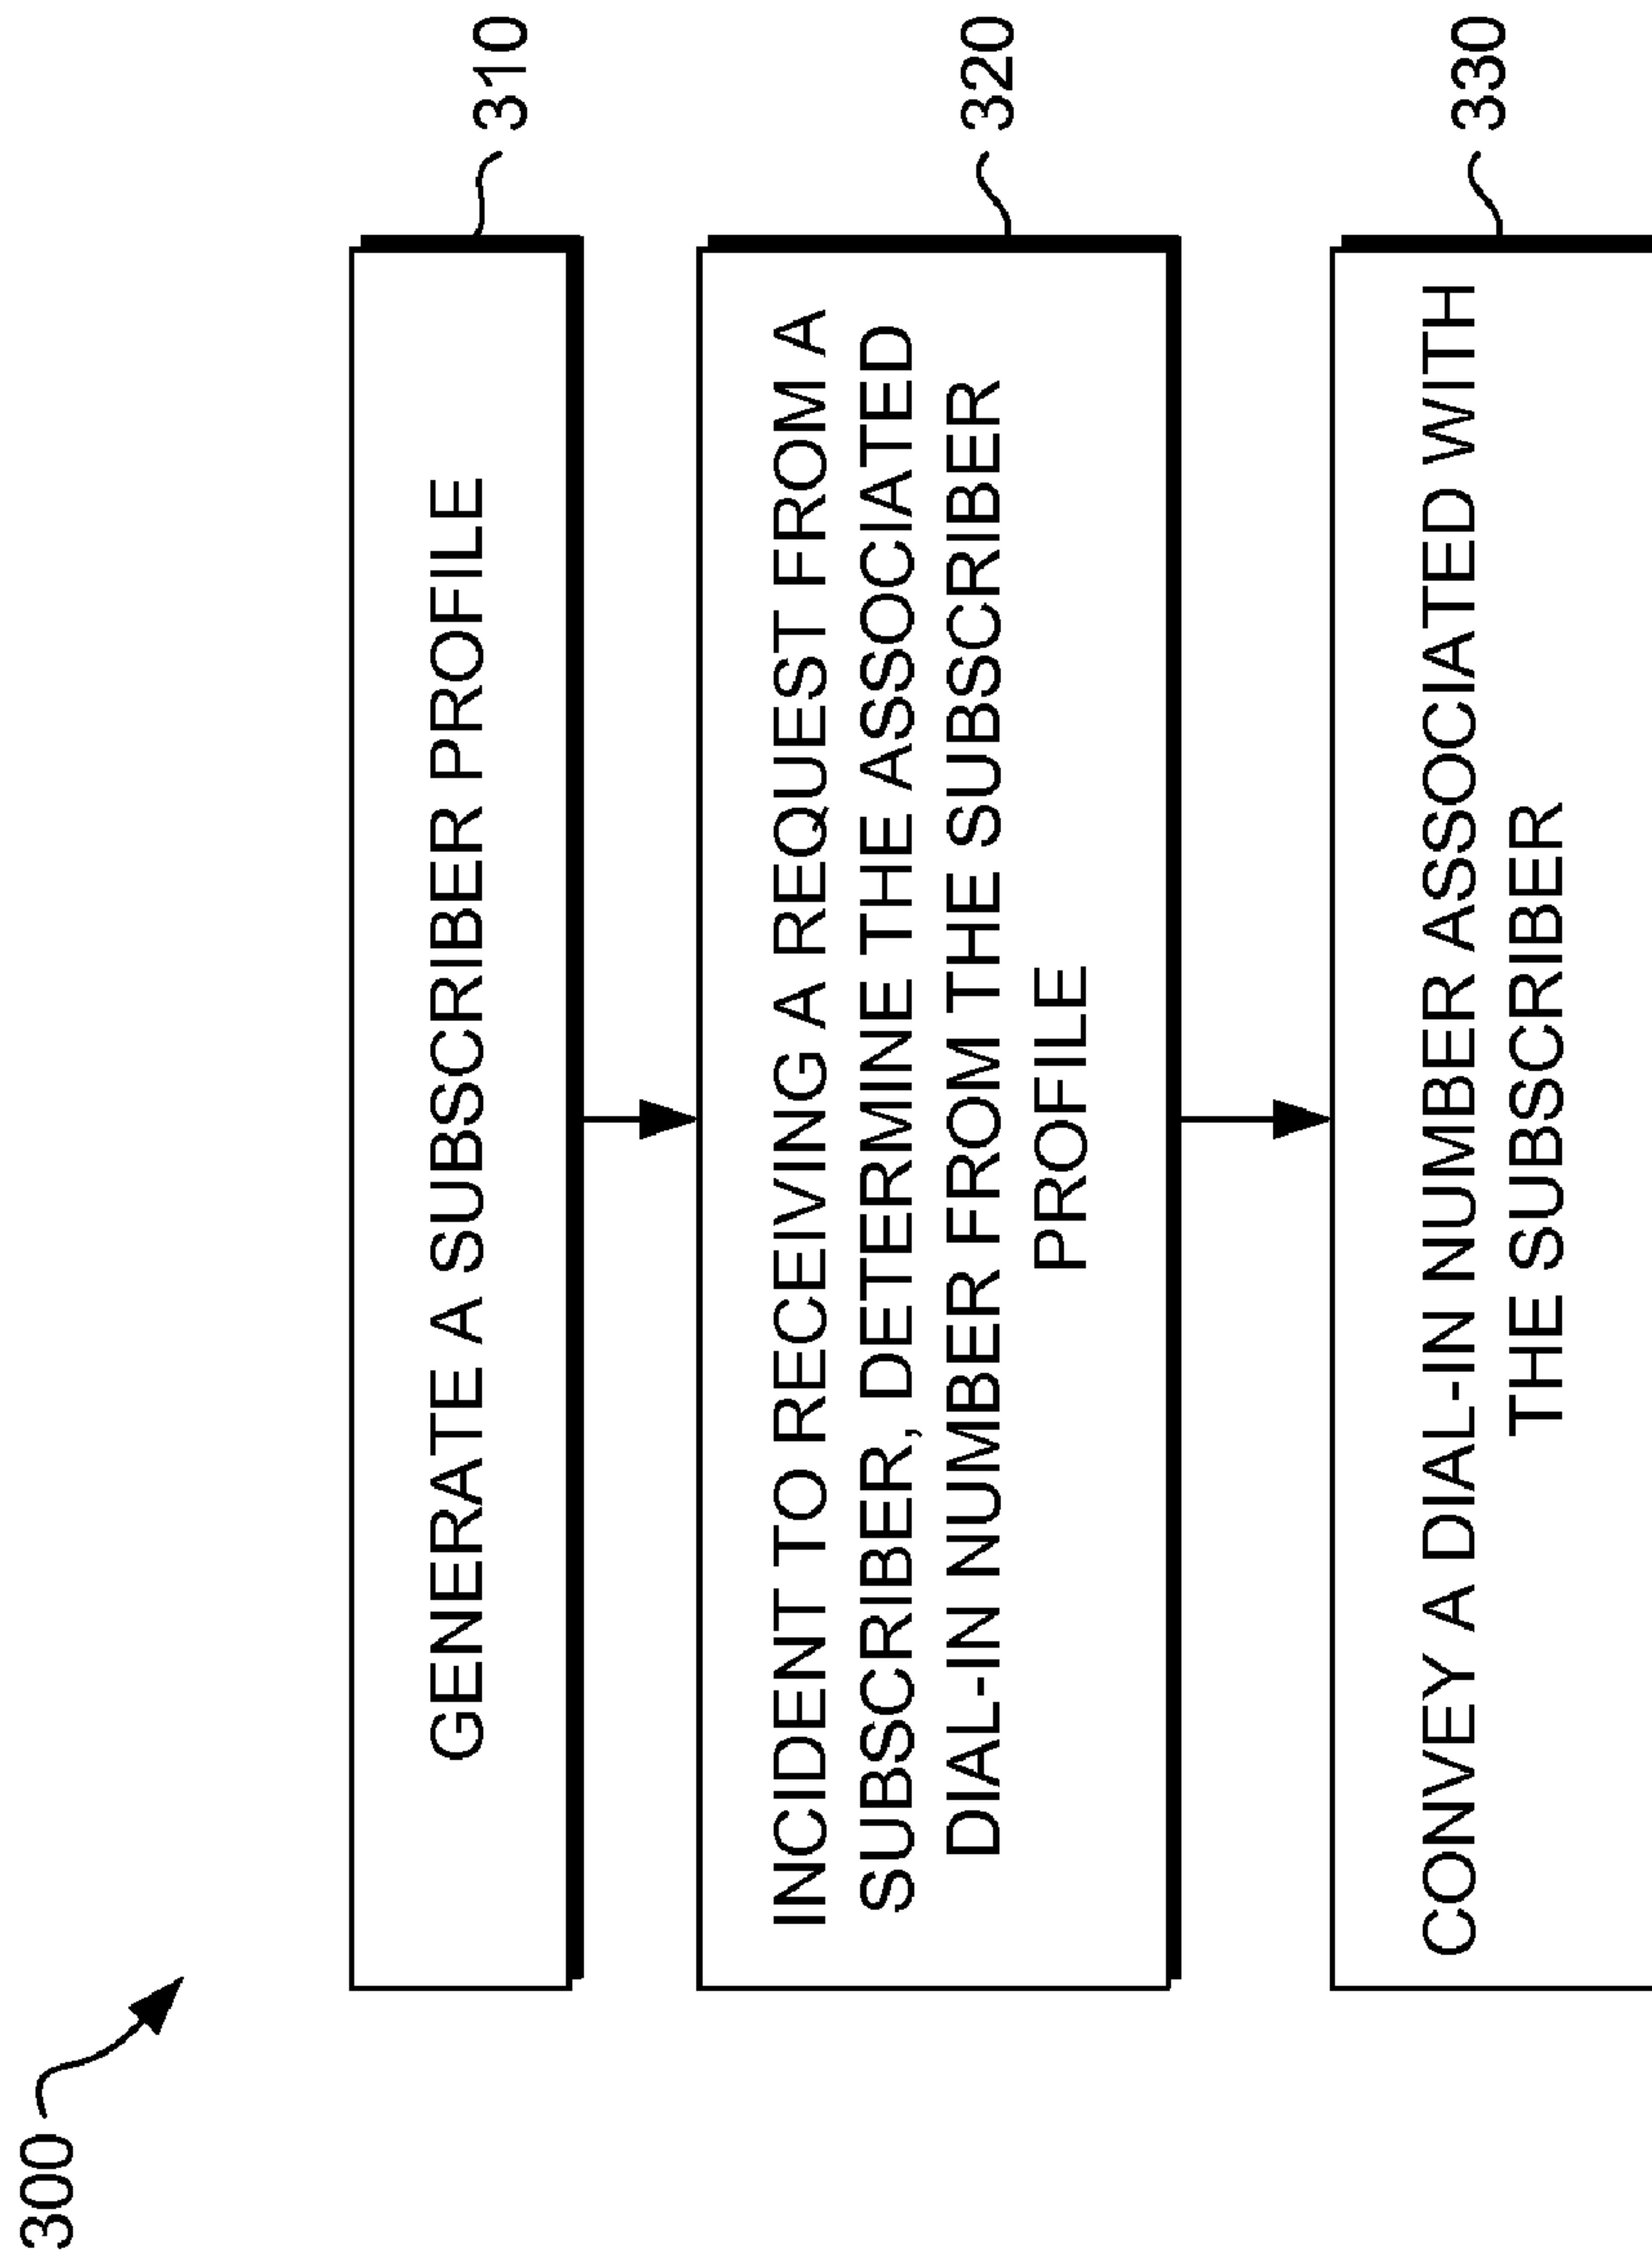 300
GENERATE A SUBSCRIBER PROFILE
310
INCIDENT TO RECEIVING A REQUEST FROM A
SUBSCRIBER, DETERMINE THE ASSOCIATED
DIAL-IN NUMBER FROM THE SUBSCRIBER
PROFILE
320
CONVEY A DIAL-IN NUMBER ASSOCIATED WITH
THE SUBSCRIBER
330